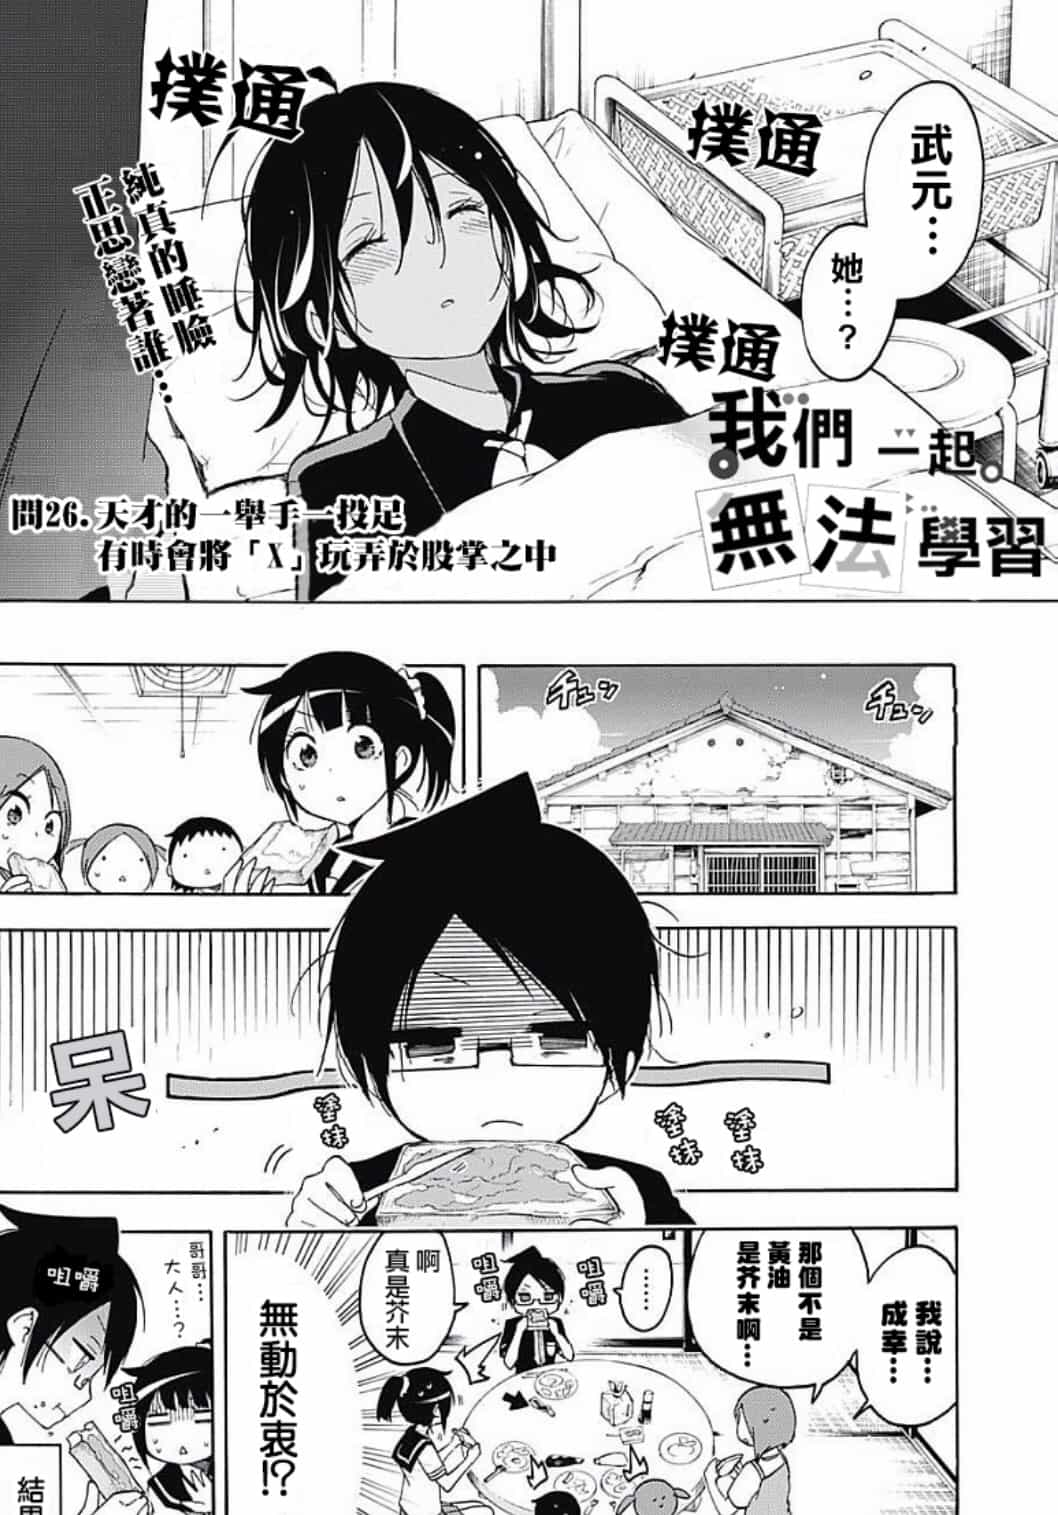 武元…
她……？
撲通
撲通
撲通
純真的睡臉
正思戀著誰…
我們一起。
無法學習
問26.天才的一舉手一投足
有時會將「X」玩弄於股掌之中
チュン
チュン
呆
塗抹
塗抹
塗抹
我說…
成幸…
那個不是
黃油
是芥末啊…
……
咀嚼
咀嚼
啊
真是芥末
無動於衷!?
哥哥…
大人…？
咀嚼
咀嚼